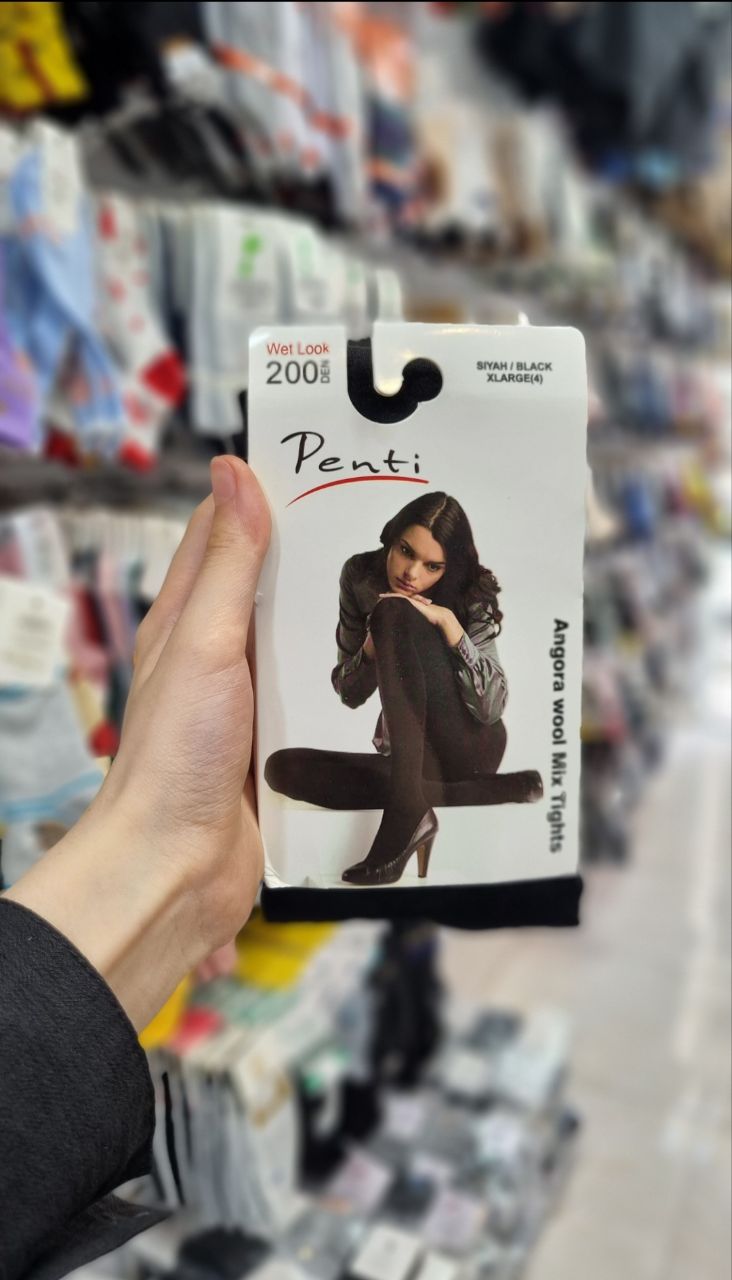 Wet Look
200 DEN
SIYAH / BLACK
XLARGE(4)
Penti
Angora wool Mix Tights